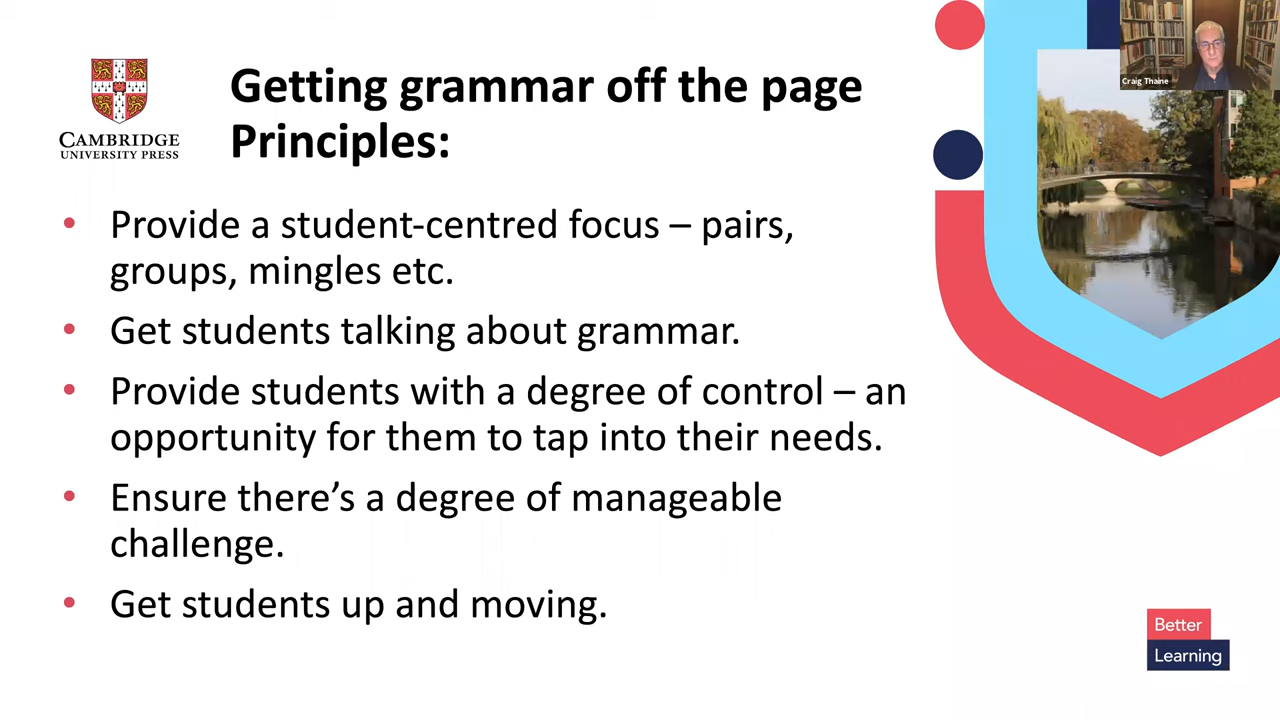 Getting grammar off the page
Principles:
CAMBRIDGE
UNIVERSITY PRESS
• Provide a student-centred focus – pairs,
groups, mingles etc.
• Get students talking about grammar.
• Provide students with a degree of control – an
opportunity for them to tap into their needs.
• Ensure there’s a degree of manageable
challenge.
• Get students up and moving.
Craig Thaine
Better
Learning